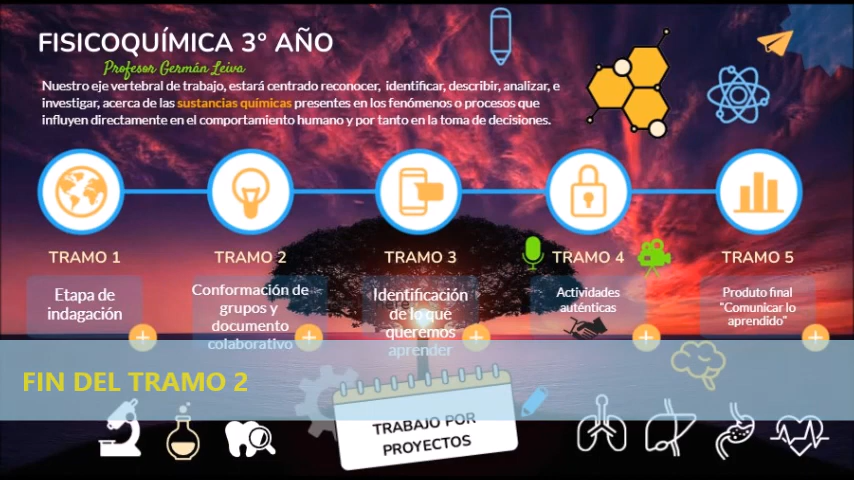 FISICOQUÍMICA 3° AÑO
Profesor Germán Leiva
Nuestro eje vertebral de trabajo, estará centrado reconocer, identificar, describir, analizar, e
investigar, acerca de las sustancias químicas presentes en los fenómenos o procesos que
influyen directamente en el comportamiento humano y por tanto en la toma de decisiones.
TRAMO 1
TRAMO 2
TRAMO 3
TRAMO 4
TRAMO 5
Etapa de
indagación
Conformación de
grupos y
documento
colaborativo
Identificación
de lo que
queremos
aprender
Actividades
auténticas
Produto final
"Comunicar lo
aprendido"
FIN DEL TRAMO 2
TRABAJO POR
PROYECTOS